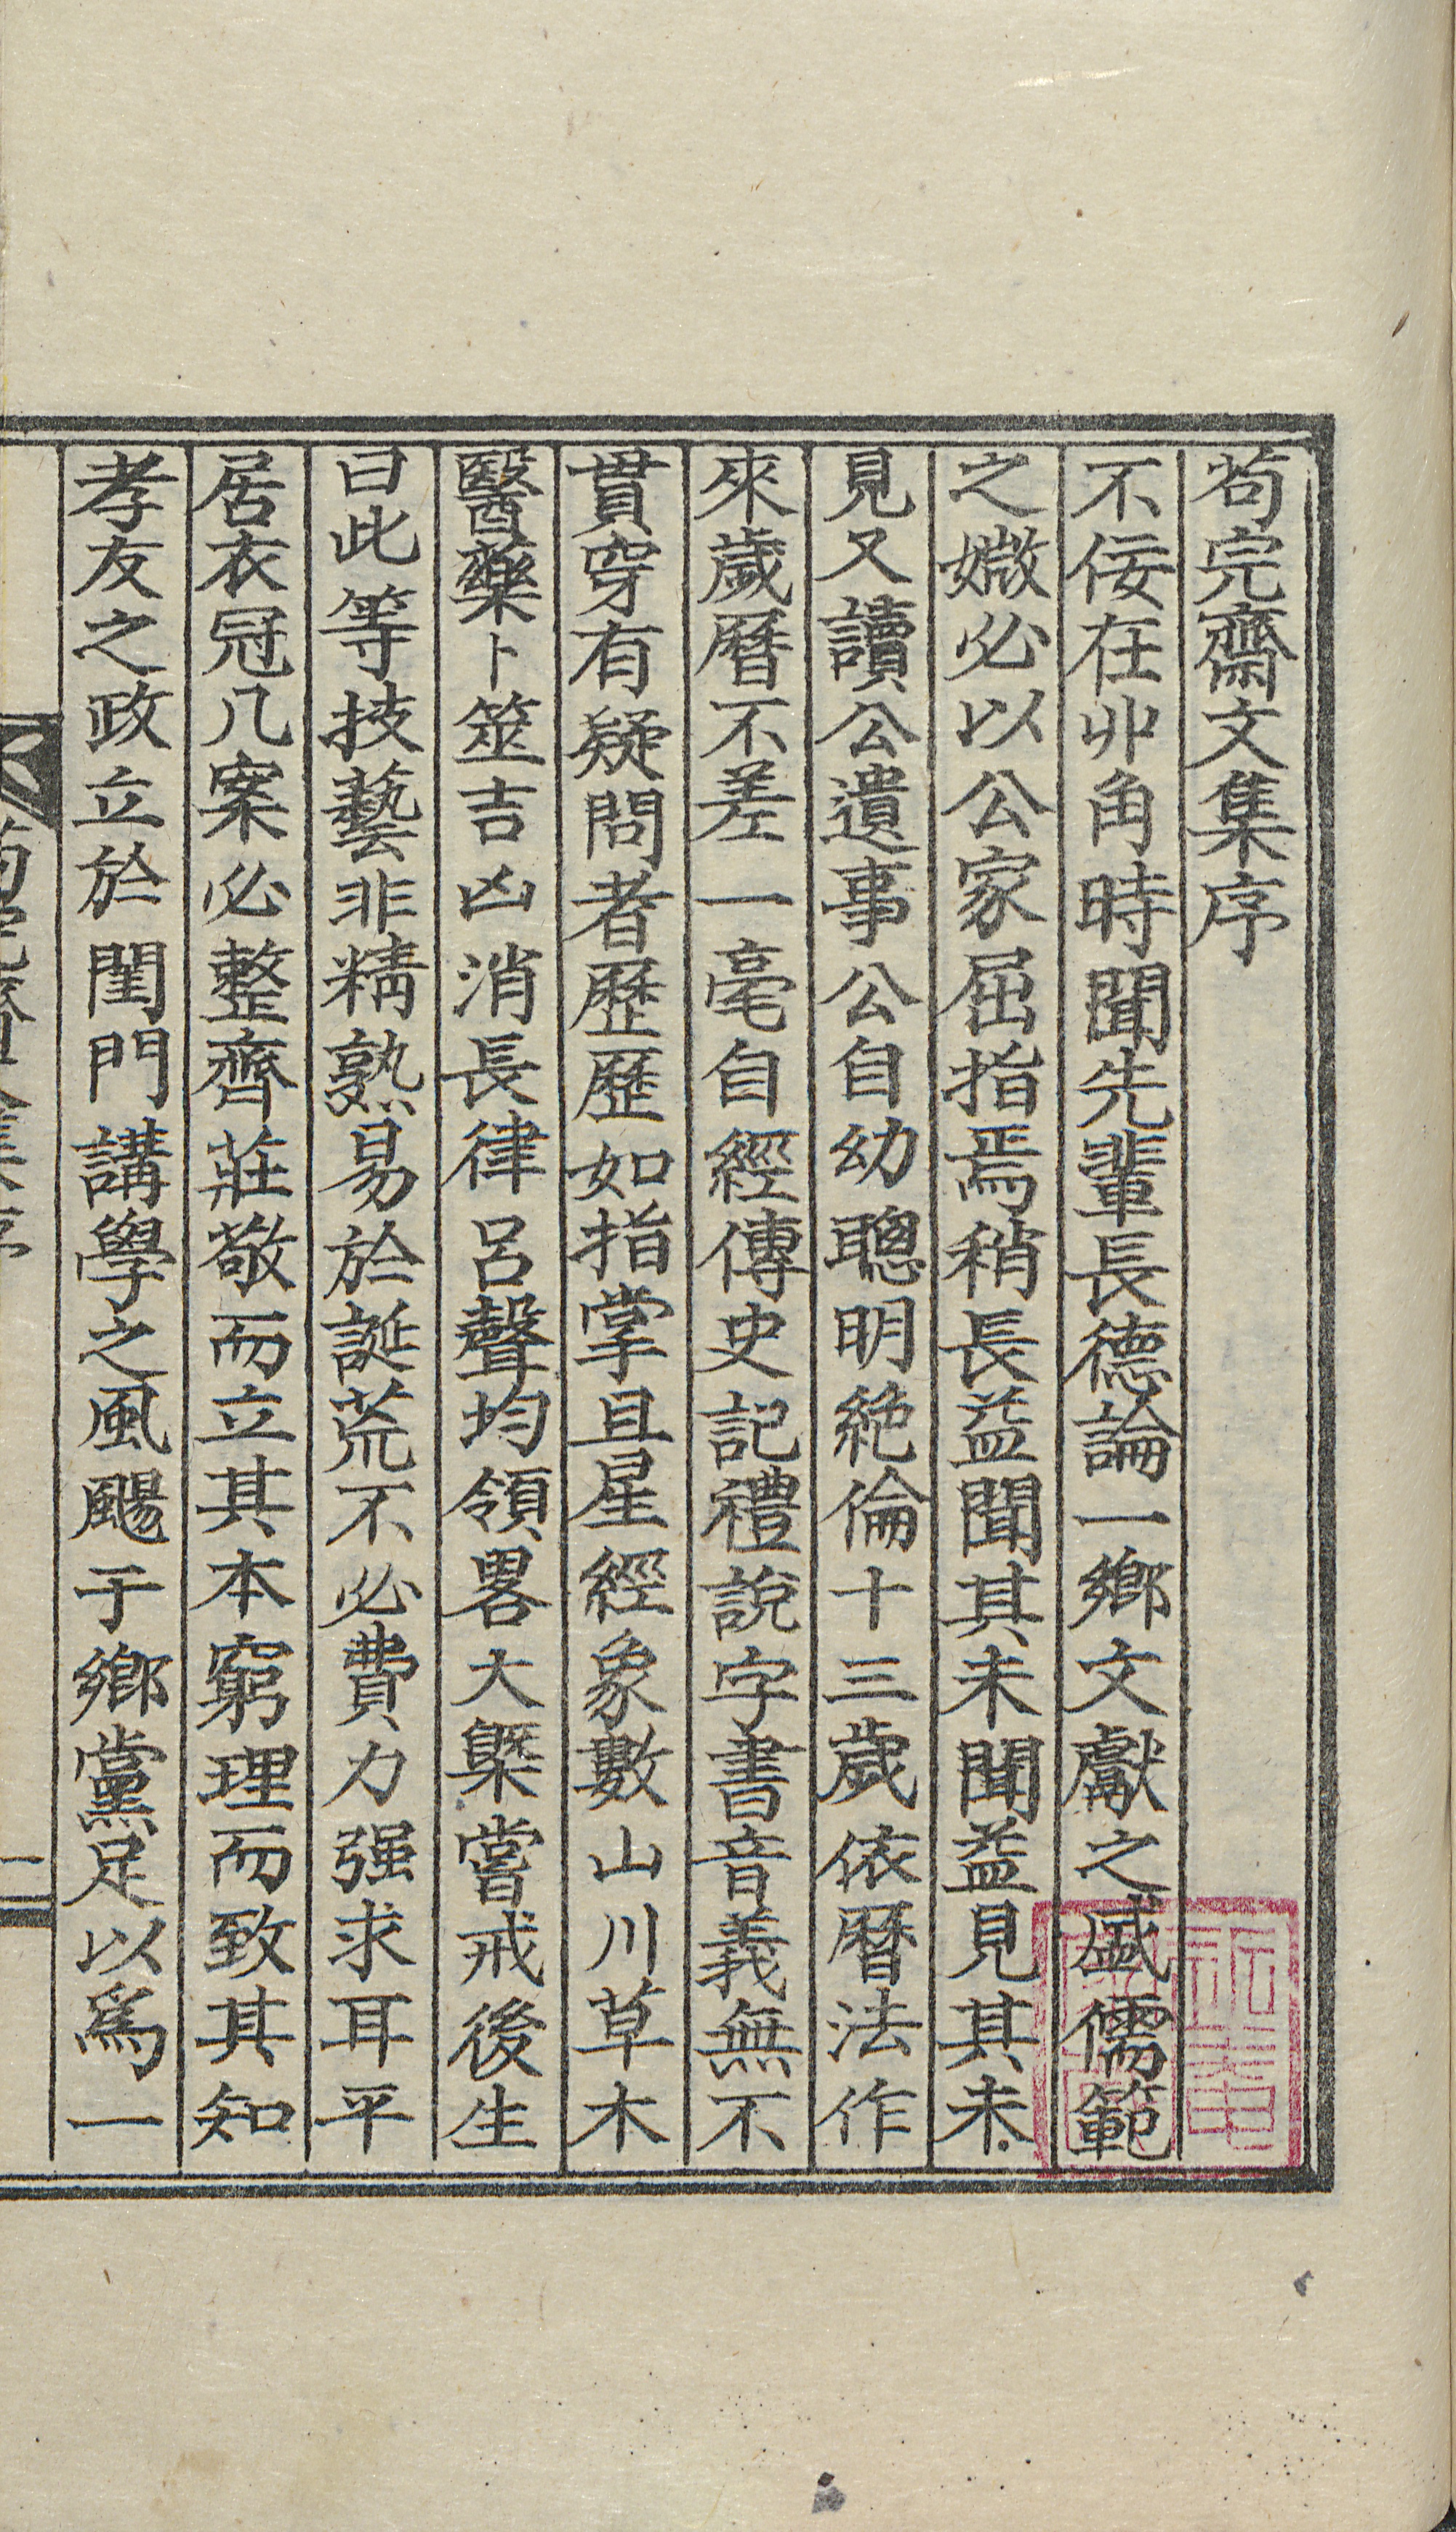 苟完齋文集序
不佞在丱角時聞先輩長德論一鄉文獻之盛儒範
之媺必以公家屈指焉稍長益聞其未聞益見其未
見又讀公遺事公自幼聰明絶倫十三歲依曆法作
來歲曆不差一毫自經傳史記禮說字書音義無不
貫穿有疑問者歷歷如指掌且星經象數山川草木
醫藥卜筮吉凶消長律呂聲均領畧大槩嘗戒後生
曰此等技藝非精熟易於誕荒不必費力强求耳平
居衣冠几案必整齊莊敬而立其本窮理而致其知
孝友之政立於閨門講學之風颺于鄉黨足以爲一
苟完齋文集序
一